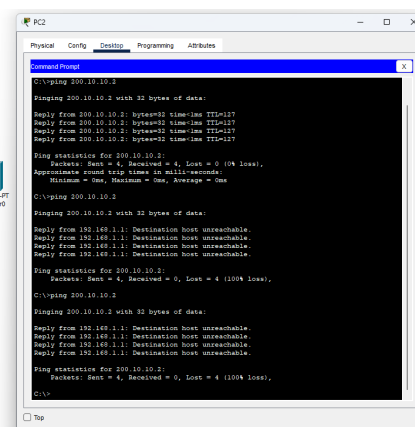 PC2
Physical Config Desktop Programming Attributes
Command Prompt
X
C:\>ping 200.10.10.2
Pinging 200.10.10.2 with 32 bytes of data:
Reply from 200.10.10.2: bytes=32 time<1ms TTL=127
Reply from 200.10.10.2: bytes=32 time<1ms TTL=127
Reply from 200.10.10.2: bytes=32 time<1ms TTL=127
Reply from 200.10.10.2: bytes=32 time<1ms TTL=127
Ping statistics for 200.10.10.2:
Packets: Sent = 4, Received = 4, Lost = 0 (0% loss),
Approximate round trip times in milli-seconds:
Minimum = 0ms, Maximum = 0ms, Average = 0ms
C:\>ping 200.10.10.2
Pinging 200.10.10.2 with 32 bytes of data:
Reply from 192.168.1.1: Destination host unreachable.
Reply from 192.168.1.1: Destination host unreachable.
Reply from 192.168.1.1: Destination host unreachable.
Reply from 192.168.1.1: Destination host unreachable.
Ping statistics for 200.10.10.2:
Packets: Sent = 4, Received = 0, Lost = 4 (100% loss),
C:\>ping 200.10.10.2
Pinging 200.10.10.2 with 32 bytes of data:
Reply from 192.168.1.1: Destination host unreachable.
Reply from 192.168.1.1: Destination host unreachable.
Reply from 192.168.1.1: Destination host unreachable.
Reply from 192.168.1.1: Destination host unreachable.
Ping statistics for 200.10.10.2:
Packets: Sent = 4, Received = 0, Lost = 4 (100% loss),
C:\>
Top
-PT
r0